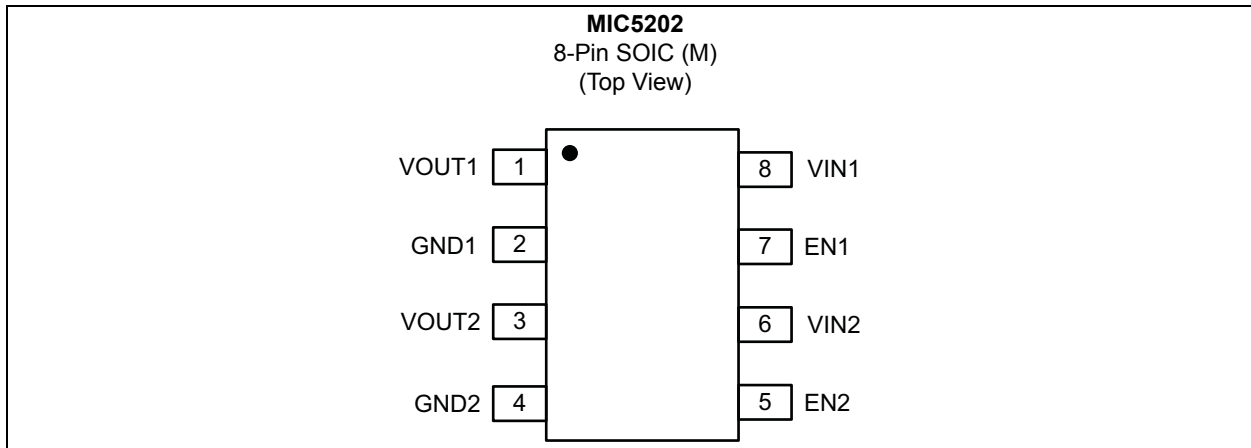 MIC5202
8-Pin SOIC (M)
(Top View)
VOUT1 1 8 VIN1
GND1 2 7 EN1
VOUT2 3 6 VIN2
GND2 4 5 EN2